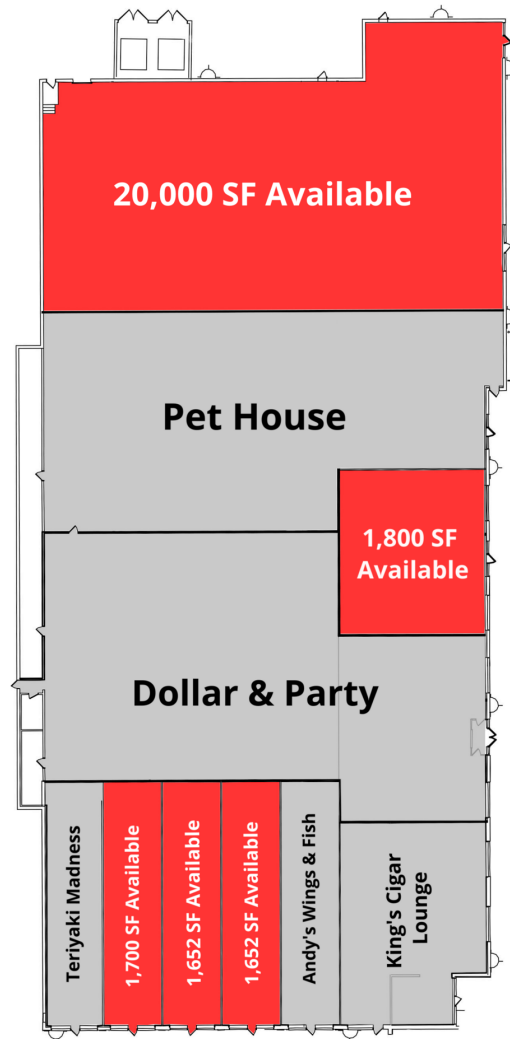 20,000 SF Available
Pet House
1,800 SF
Available
Dollar & Party
Teriyaki Madness
1,700 SF Available
1,652 SF Available
1,652 SF Available
Andy's Wings & Fish
King's Cigar
Lounge